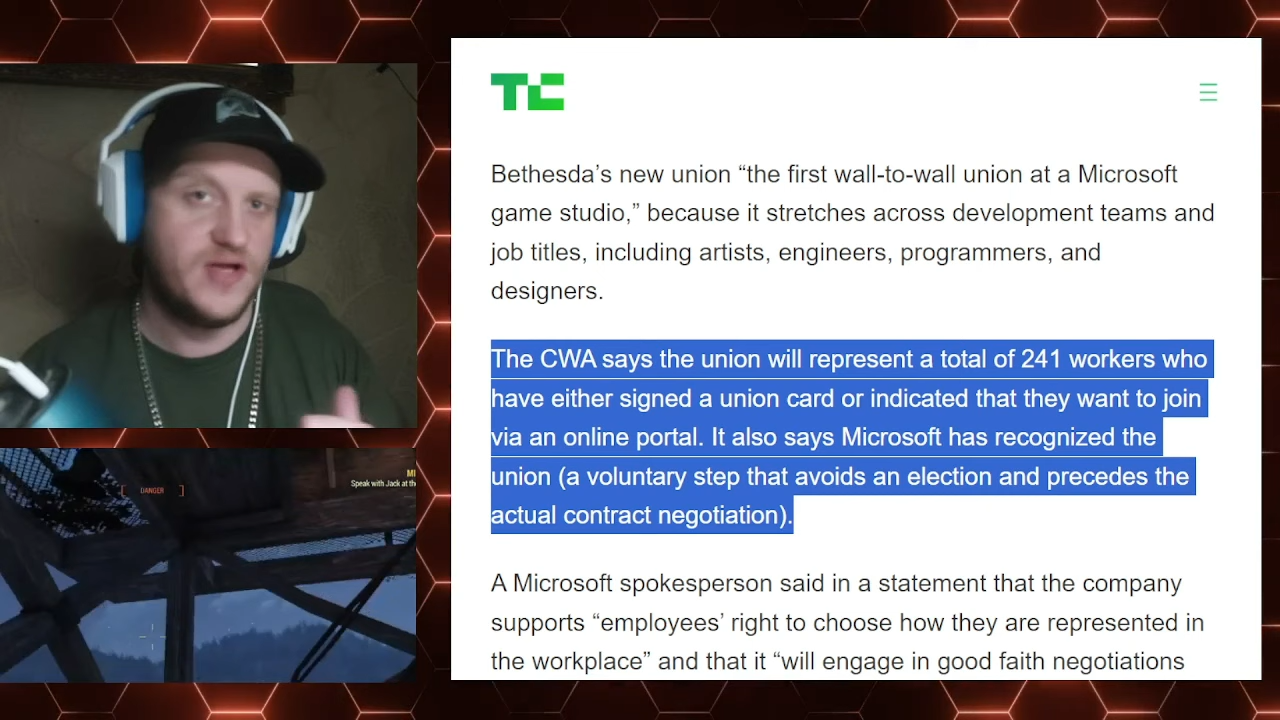 TC
Bethesda’s new union “the first wall-to-wall union at a Microsoft
game studio,” because it stretches across development teams and
job titles, including artists, engineers, programmers, and
designers.
The CWA says the union will represent a total of 241 workers who
have either signed a union card or indicated that they want to join
via an online portal. It also says Microsoft has recognized the
union (a voluntary step that avoids an election and precedes the
actual contract negotiation).
A Microsoft spokesperson said in a statement that the company
supports “employees’ right to choose how they are represented in
the workplace” and that it “will engage in good faith negotiations
[ DANGER ]
MI
Speak with Jack at the